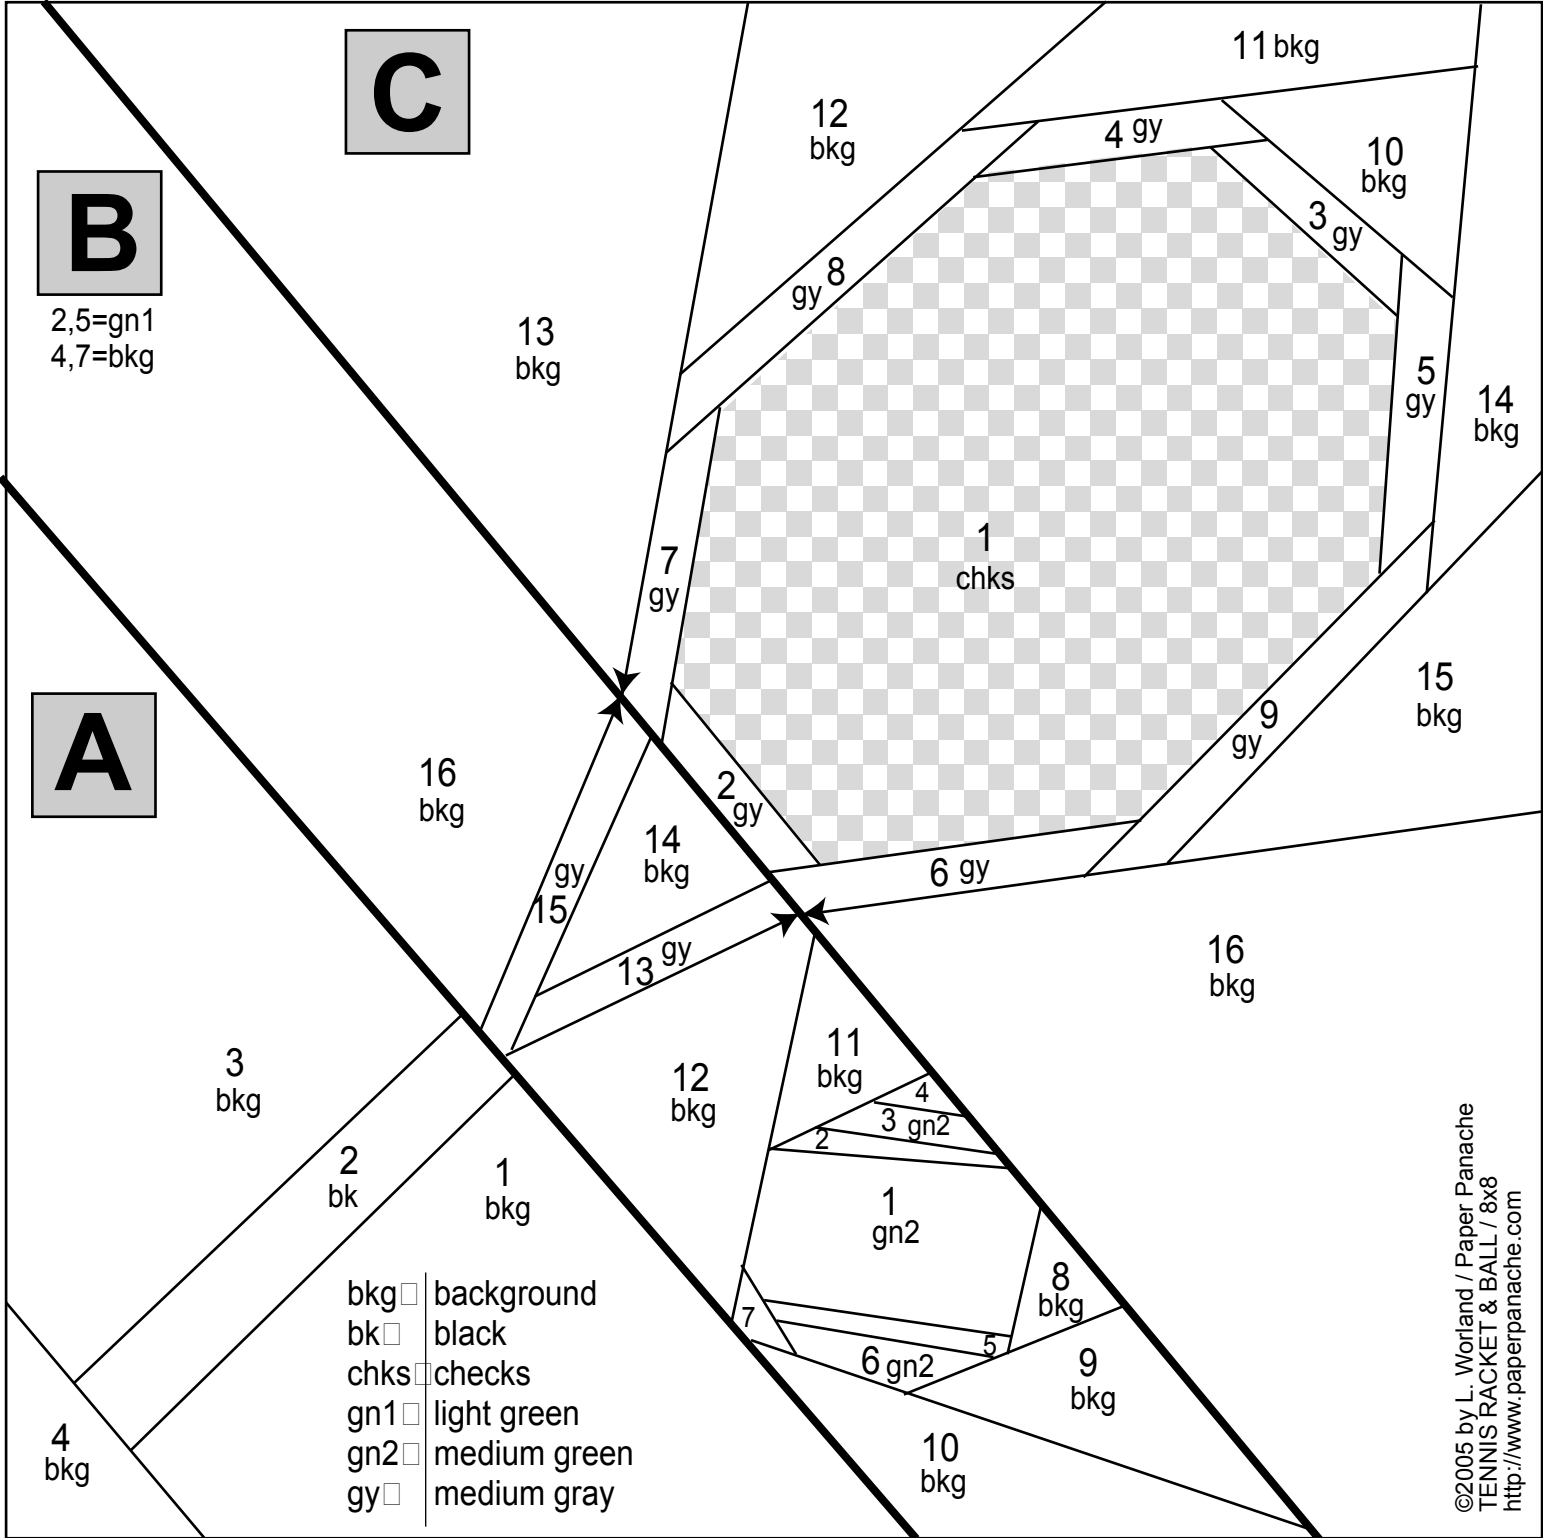 C
B
2,5=gn1
4,7=bkg
A
11 bkg
12
bkg
4 gy
10
bkg
3 gy
8
gy
13
bkg
5
gy
14
bkg
1
chks
7
gy
15
bkg
9
gy
16
bkg
2
gy
14
bkg
6 gy
gy
15
13 gy
16
bkg
11
bkg
12
bkg
4
3 gn2
2
3
bkg
2
bk
1
bkg
1
gn2
8
bkg
7
5
6 gn2
9
bkg
10
bkg
4
bkg
bkg□ background
bk□ black
chks□ checks
gn1□ light green
gn2□ medium green
gy□ medium gray
©2005 by L. Worland / Paper Panache
TENNIS RACKET & BALL / 8x8
http://www.paperpanache.com